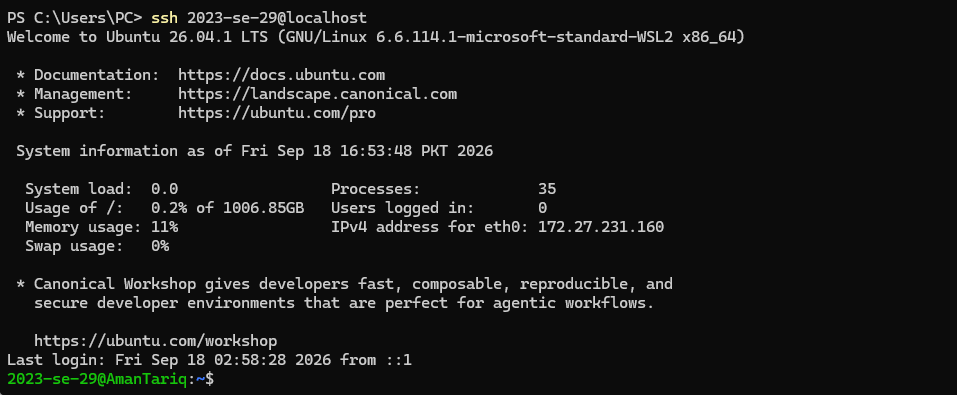 PS C:\Users\PC> ssh 2023-se-29@localhost
Welcome to Ubuntu 26.04.1 LTS (GNU/Linux 6.6.114.1-microsoft-standard-WSL2 x86_64)
* Documentation:  https://docs.ubuntu.com
* Management:     https://landscape.canonical.com
* Support:        https://ubuntu.com/pro
System information as of Fri Sep 18 16:53:48 PKT 2026
System load:  0.0                 Processes:             35
Usage of /:   0.2% of 1006.85GB   Users logged in:       0
Memory usage: 11%                 IPv4 address for eth0: 172.27.231.160
Swap usage:   0%
* Canonical Workshop gives developers fast, composable, reproducible, and
secure developer environments that are perfect for agentic workflows.
https://ubuntu.com/workshop
Last login: Fri Sep 18 02:58:28 2026 from ::1
2023-se-29@AmanTariq:~$